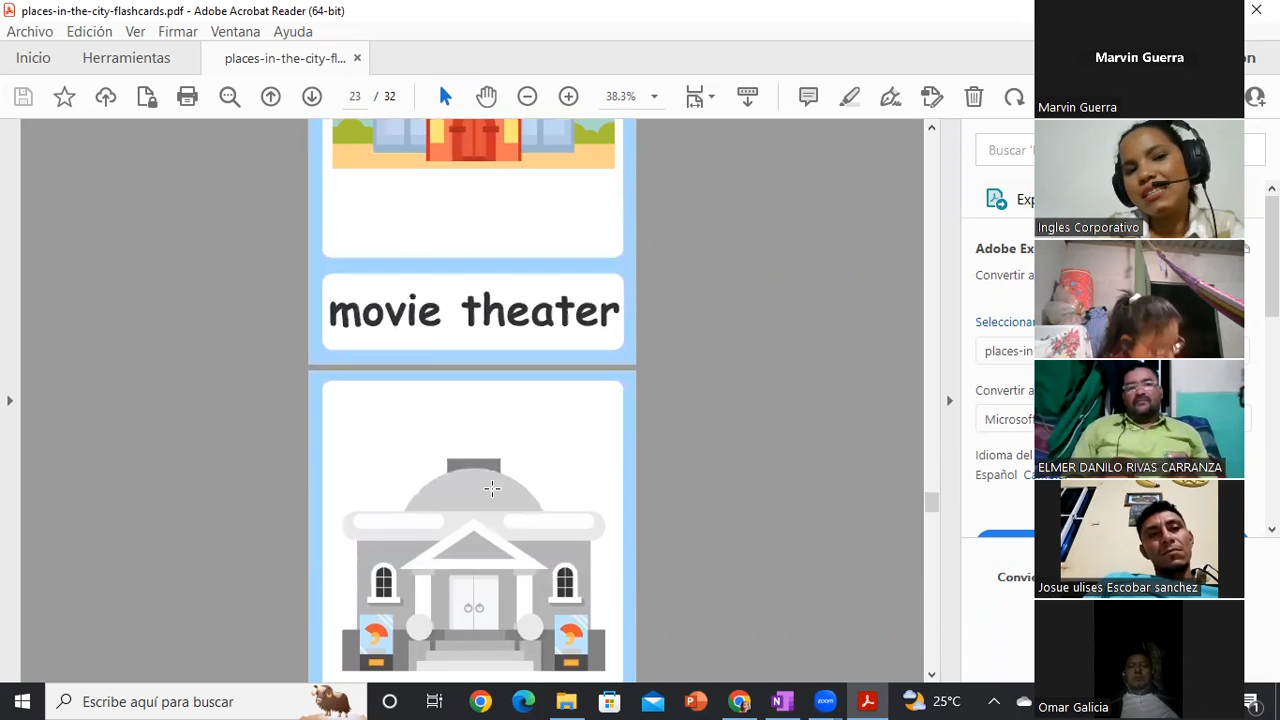 places-in-the-city-flashcards.pdf - Adobe Acrobat Reader (64-bit)
Archivo Edición Ver Firmar Ventana Ayuda
Inicio Herramientas places-in-the-city-fl...
23 / 32 38.3%
movie theater
Buscar
Adobe
Convertir a
Seleccionar
places-in
Convertir a
Microsof
Idioma del
Español
Marvin Guerra
Marvin Guerra
Ingles Corporativo
ELMER DANILO RIVAS CARRANZA
Josue ulises Escobar sanchez
Omar Galicia
Escribe aquí para buscar
zoom
25°C
1